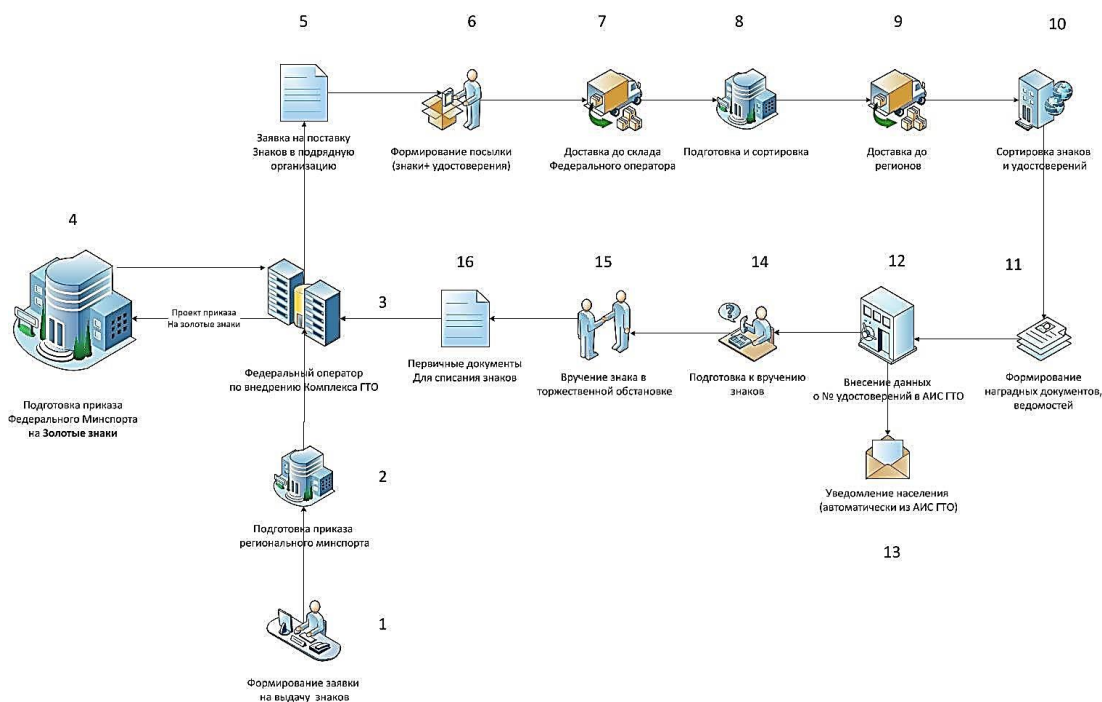 5
6
7
8
9
10
Заявка на поставку
Знаков в подрядную
организацию
Формирование посылки
(знаки+ удостоверения)
Доставка до склада
Федерального оператора
Подготовка и сортировка
Доставка до
регионов
Сортировка знаков
и удостоверений
4
Проект приказа
На золотые знаки
3
16
15
14
12
11
Подготовка приказа
Федерального Минспорта
на Золотые знаки
Федеральный оператор
по внедрению Комплекса ГТО
Первичные документы
Для списания знаков
Вручение знака в
торжественной обстановке
Подготовка к вручению
знаков
Внесение данных
о № удостоверений в АИС ГТО
Формирование
наградных документов,
ведомостей
2
Подготовка приказа
регионального минспорта
Уведомление населения
(автоматически из АИС ГТО)
13
1
Формирование заявки
на выдачу знаков